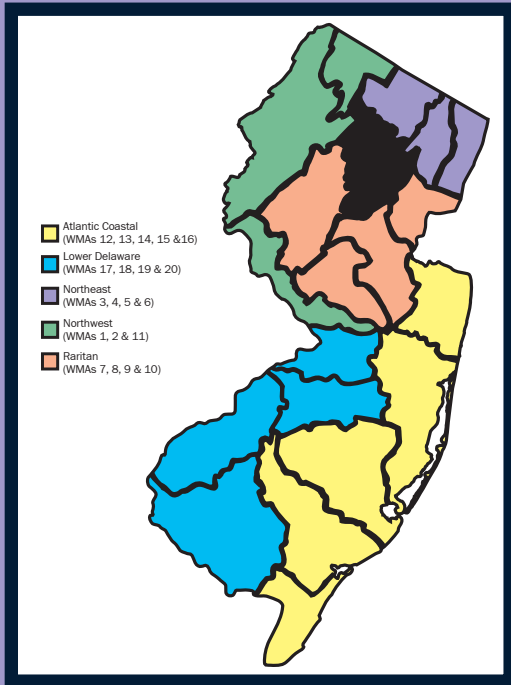 Atlantic Coastal
(WMAs 12, 13, 14, 15 &16)
Lower Delaware
(WMAs 17, 18, 19 & 20)
Northeast
(WMAs 3, 4, 5 & 6)
Northwest
(WMAs 1, 2 & 11)
Raritan
(WMAs 7, 8, 9 & 10)